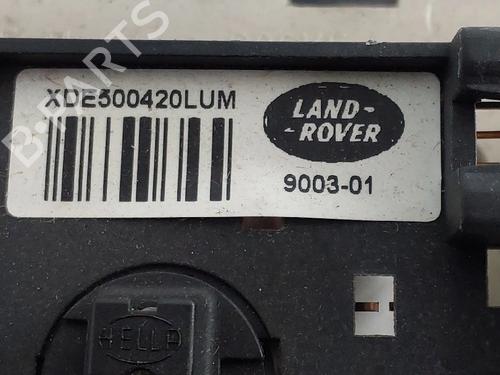 B-PARTS
XDE500420LUM
LAND-
-ROVER
9003-01
HELLA